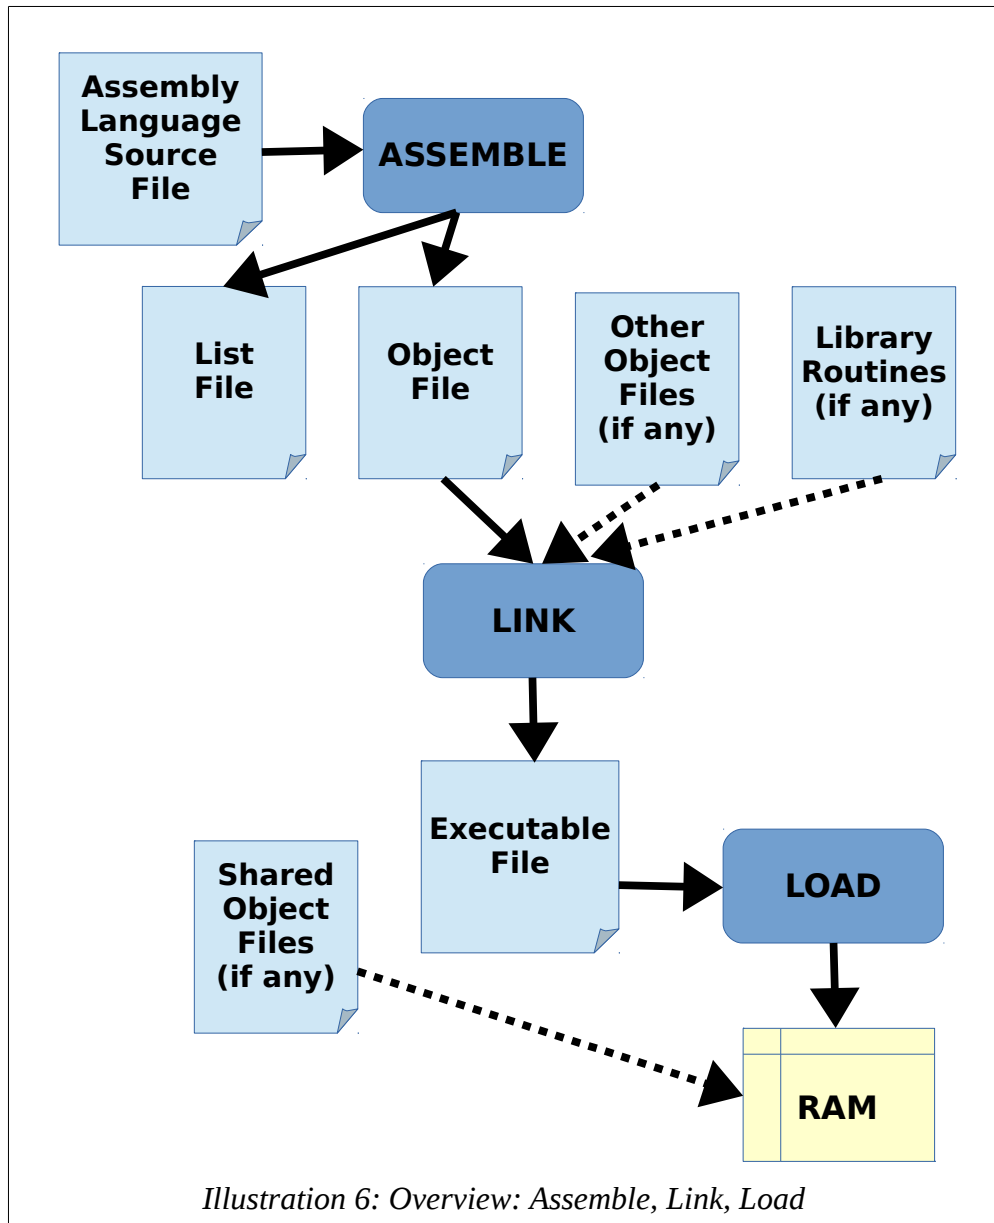 Assembly
Language
Source
File
ASSEMBLE
List
File
Object
File
Other
Object
Files
(if any)
Library
Routines
(if any)
LINK
Executable
File
Shared
Object
Files
(if any)
LOAD
RAM
Illustration 6: Overview: Assemble, Link, Load